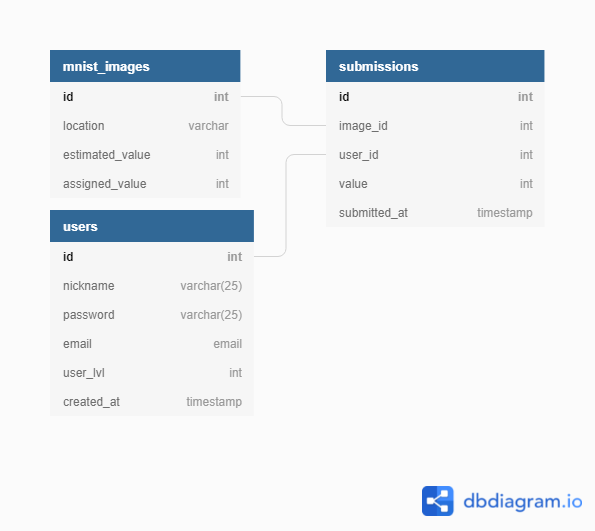 mnist_images
id int
location varchar
estimated_value int
assigned_value int
users
id int
nickname varchar(25)
password varchar(25)
email email
user_lvl int
created_at timestamp
submissions
id int
image_id int
user_id int
value int
submitted_at timestamp
dbdiagram.io